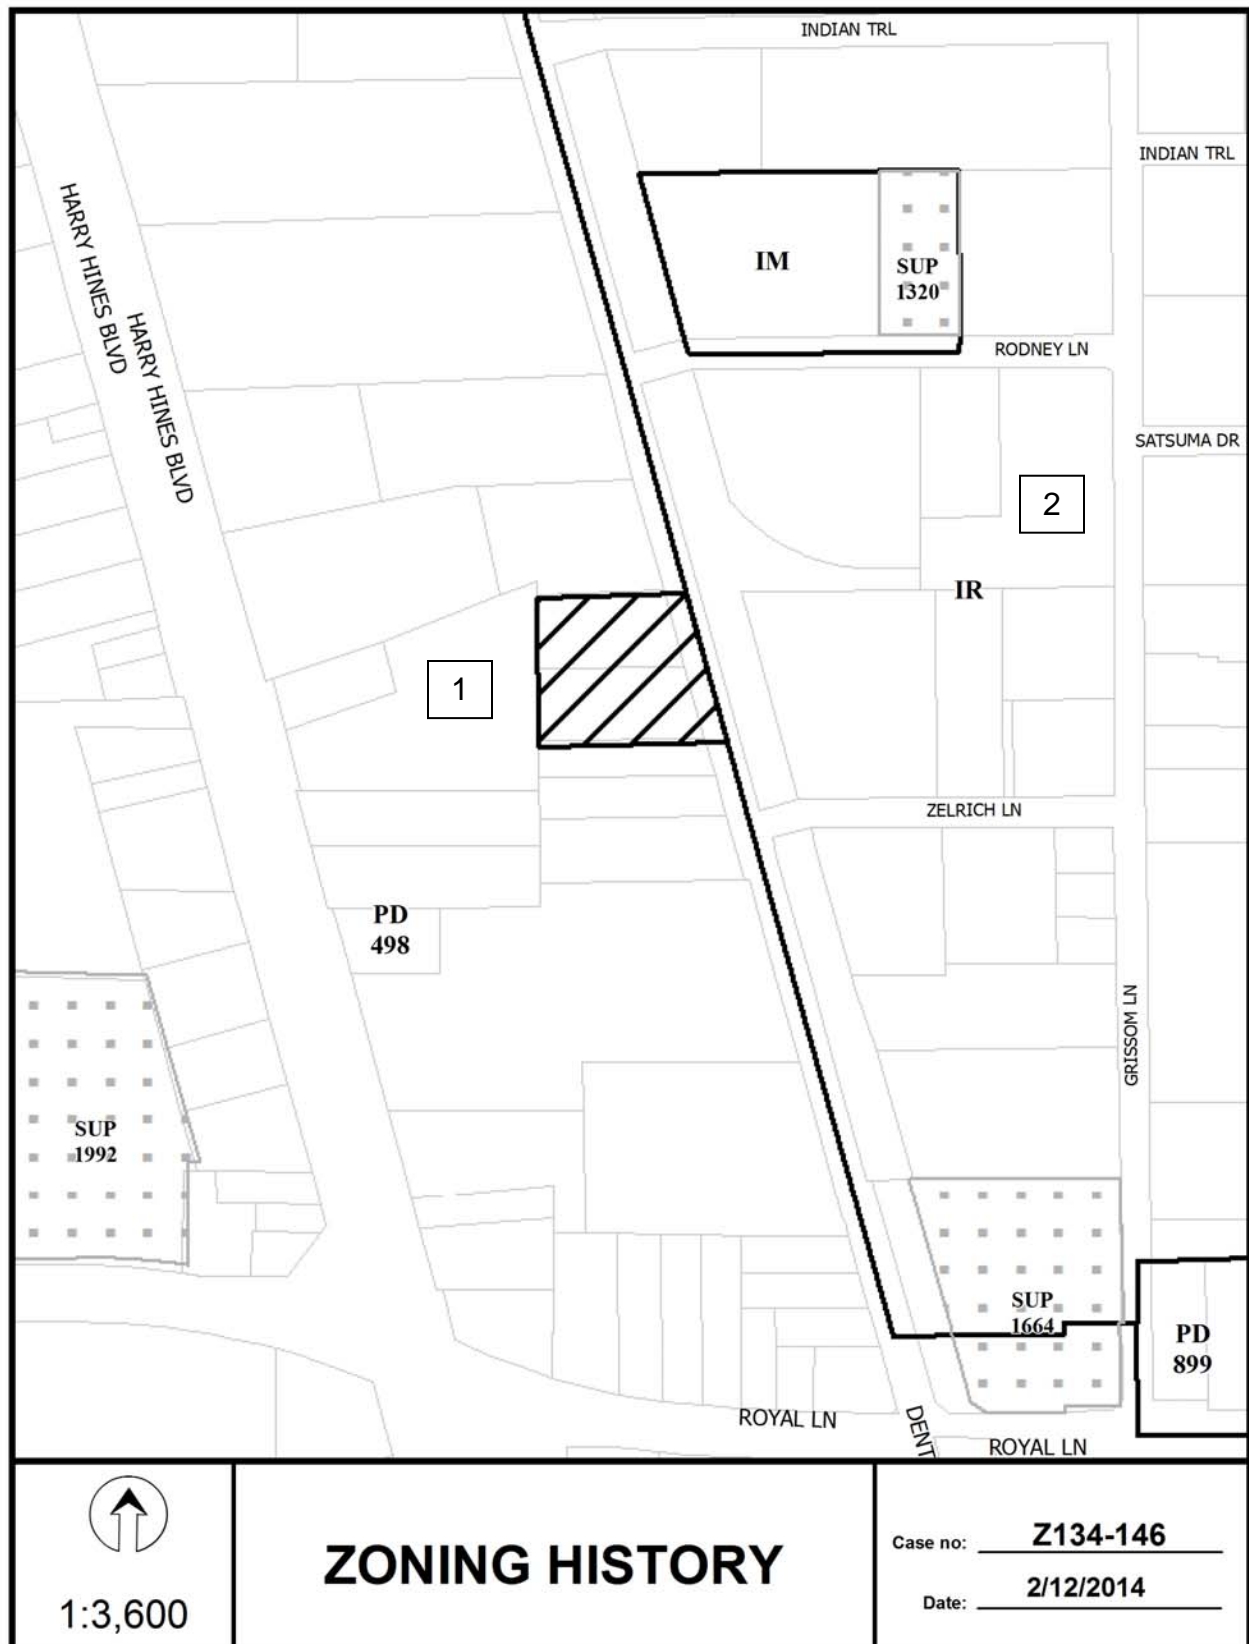 INDIAN TRL
INDIAN TRL
HARRY HINES BLVD
HARRY HINES BLVD
IM
SUP
1320
RODNEY LN
SATSUMA DR
2
IR
1
ZELRICH LN
PD
498
GRISSOM LN
SUP
1992
SUP
1664
PD
899
ROYAL LN
DENT
ROYAL LN
1:3,600
ZONING HISTORY
Case no: Z134-146
Date: 2/12/2014